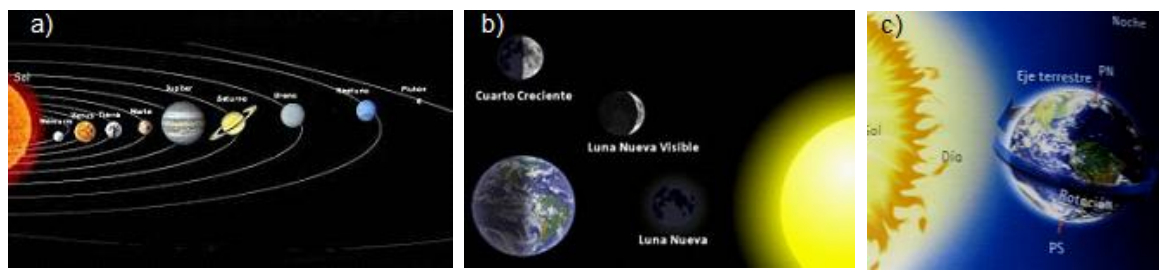 a)
Sol
Mercurio
Venus
Tierra
Marte
Jupiter
Saturno
Urano
Neptuno
Pluton
b)
Cuarto Creciente
Luna Nueva Visible
Luna Nueva
c)
Noche
Eje terrestre
PN
Sol
Día
Rotación
PS